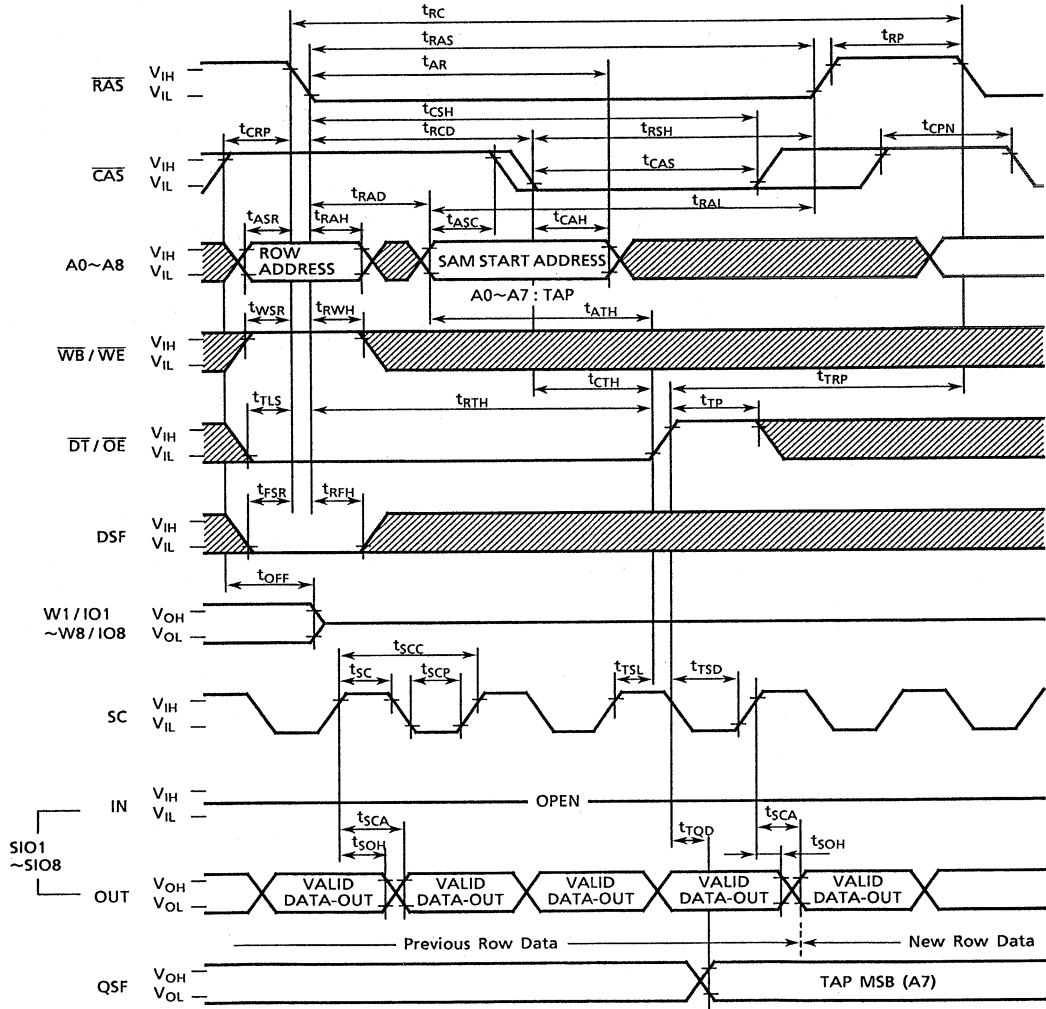 tRC
tRAS
tRP
tAR
RAS
VIH
VIL
tCSH
tCRP
tRCD
tRSH
tCPN
CAS
VIH
VIL
tCAS
tRAD
tRAL
tASR
tRAH
tASC
tCAH
A0~A8
VIH
VIL
ROW
ADDRESS
SAM START ADDRESS
A0~A7 : TAP
tWSR
tRWH
tATH
WB / WE
VIH
VIL
tCTH
tTRP
tTLS
tRTH
tTP
DT / OE
VIH
VIL
tFSR
tRFH
DSF
VIH
VIL
tOFF
W1 / IO1
~W8 / IO8
VOH
VOL
tSCC
tSC
tSCP
tTSL
tTSD
SC
VIH
VIL
IN
VIH
VIL
OPEN
SIO1
~SIO8
tSCA
tSOH
tTQD
tSCA
tSOH
OUT
VOH
VOL
VALID
DATA-OUT
VALID
DATA-OUT
VALID
DATA-OUT
VALID
DATA-OUT
VALID
DATA-OUT
Previous Row Data
New Row Data
QSF
VOH
VOL
TAP MSB (A7)